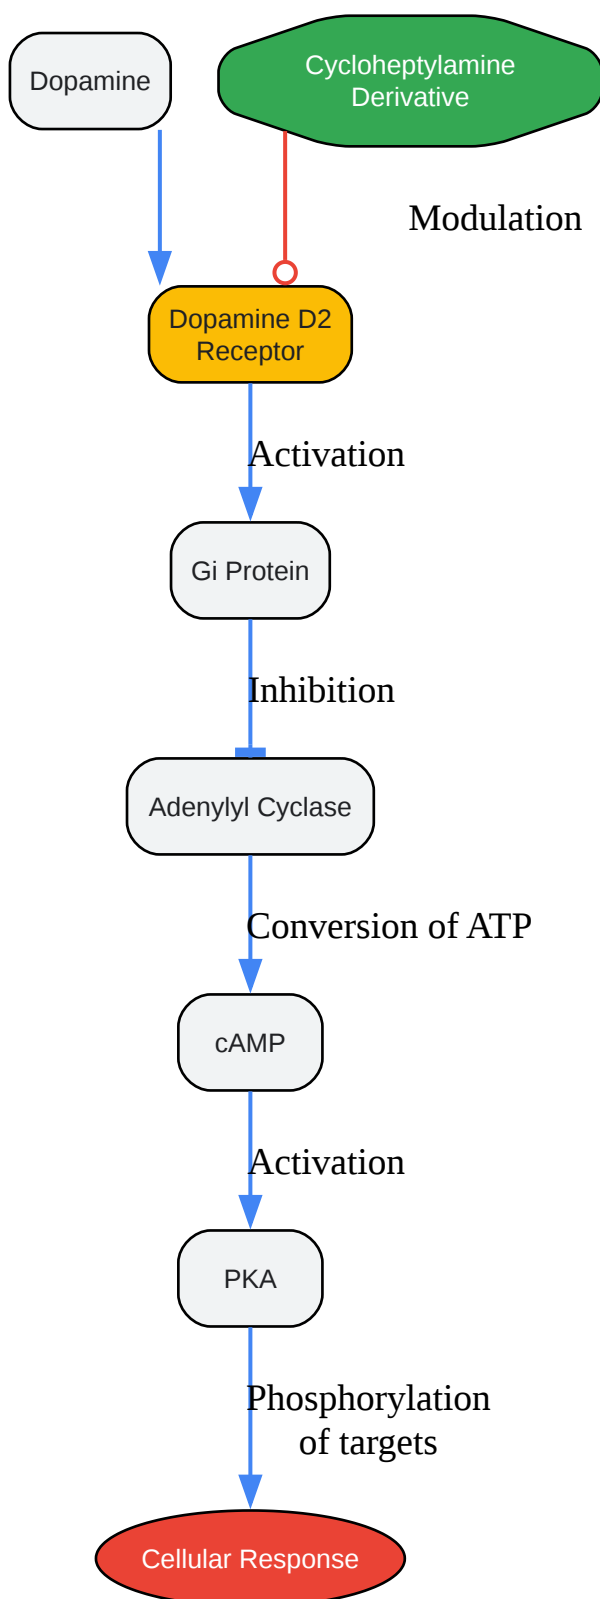 Dopamine
Cycloheptylamine
Derivative
Modulation
Dopamine D2
Receptor
Activation
Gi Protein
Inhibition
Adenylyl Cyclase
Conversion of ATP
cAMP
Activation
PKA
Phosphorylation
of targets
Cellular Response